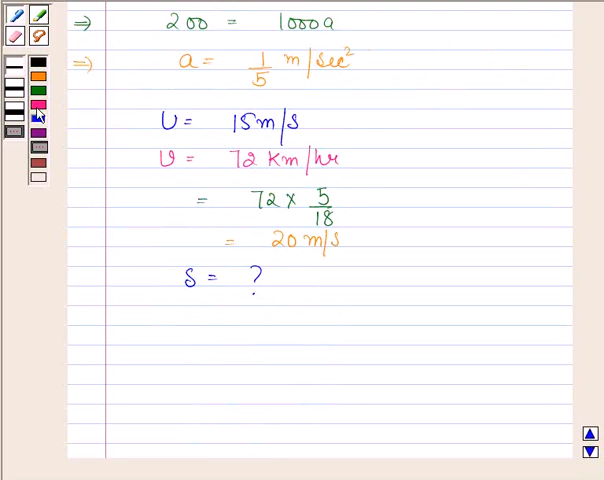 ⇒ 200 = 1000a
⇒ a = 1/5 m/sec²
U = 15m/s
v = 72 Km/hr
= 72 × 5/18
= 20 m/s
S = ?